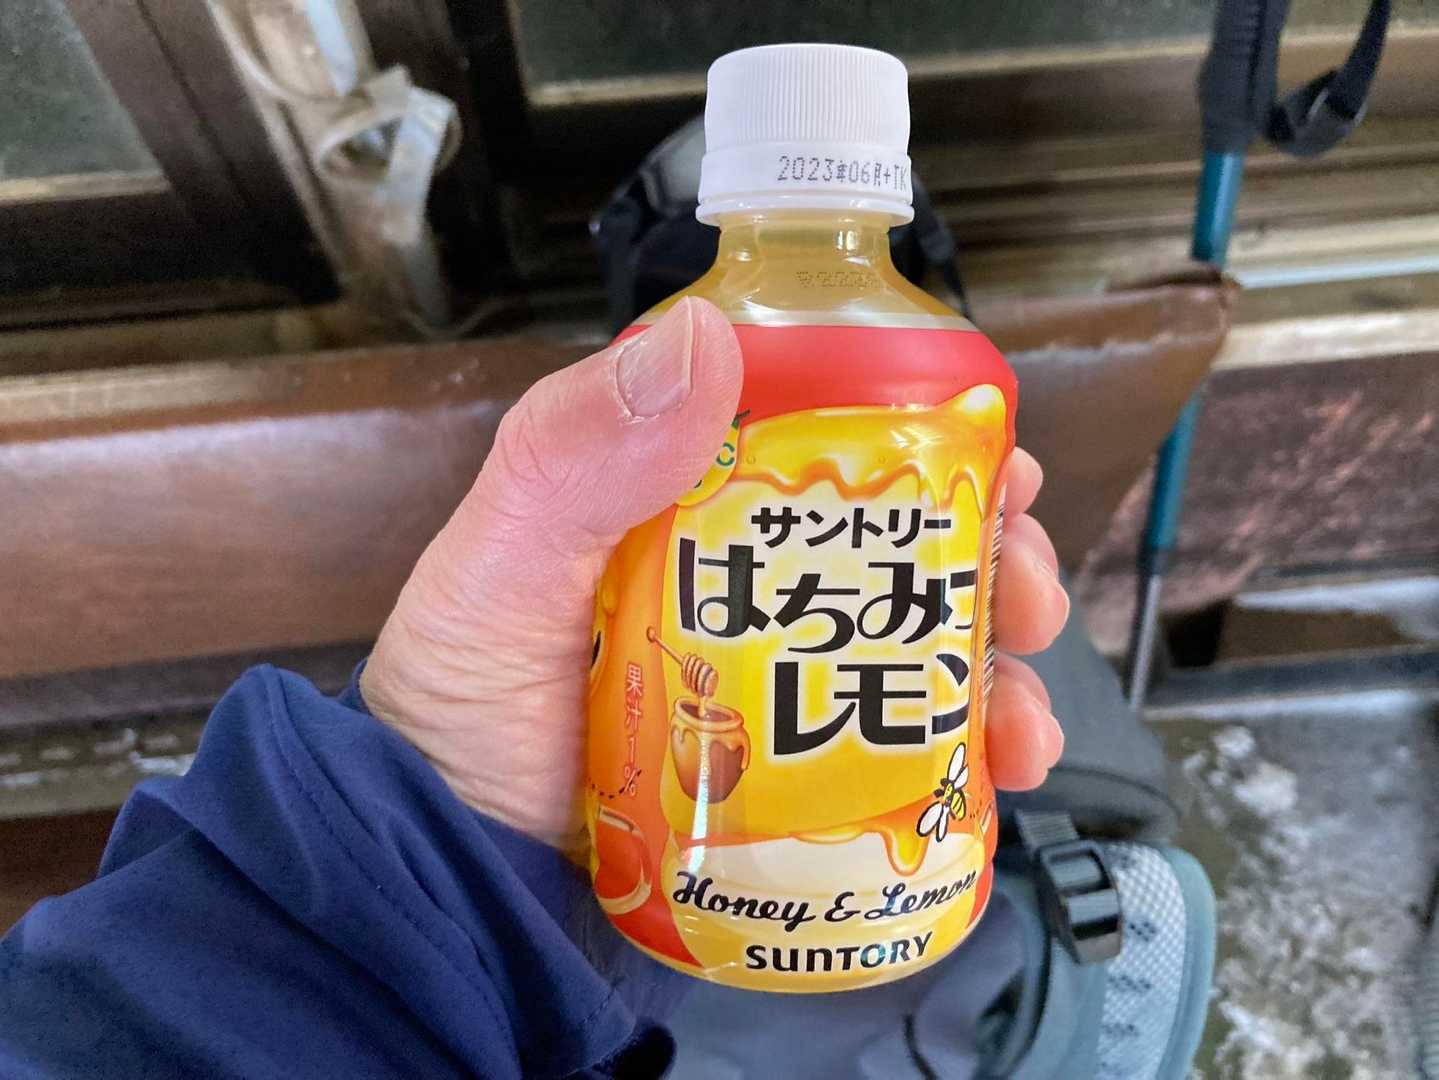 2023年06月+TK
サントリー
はちみつ
レモン
果汁1%
Honey & Lemon
SUNTORY